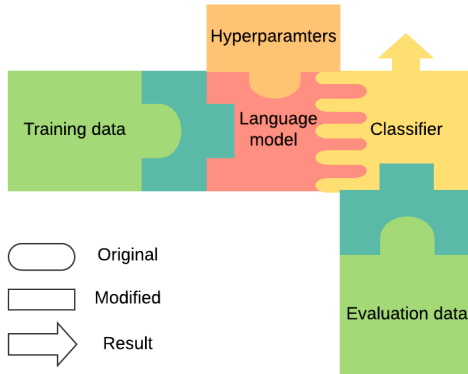 Hyperparamters
Training data
Language
model
Classifier
Original
Modified
Result
Evaluation data